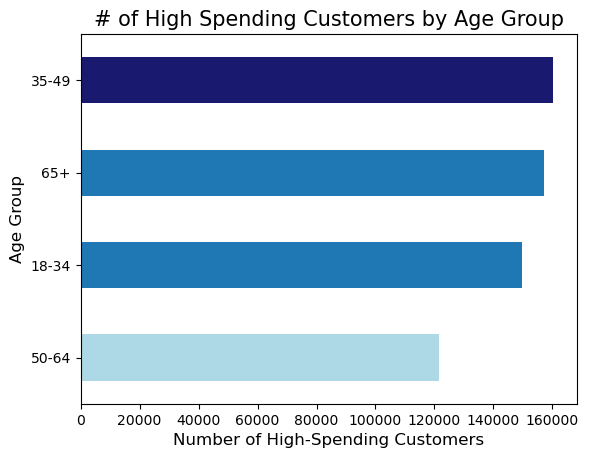 # of High Spending Customers by Age Group
35-49
65+
18-34
50-64
Age Group
0 20000 40000 60000 80000 100000 120000 140000 160000
Number of High-Spending Customers